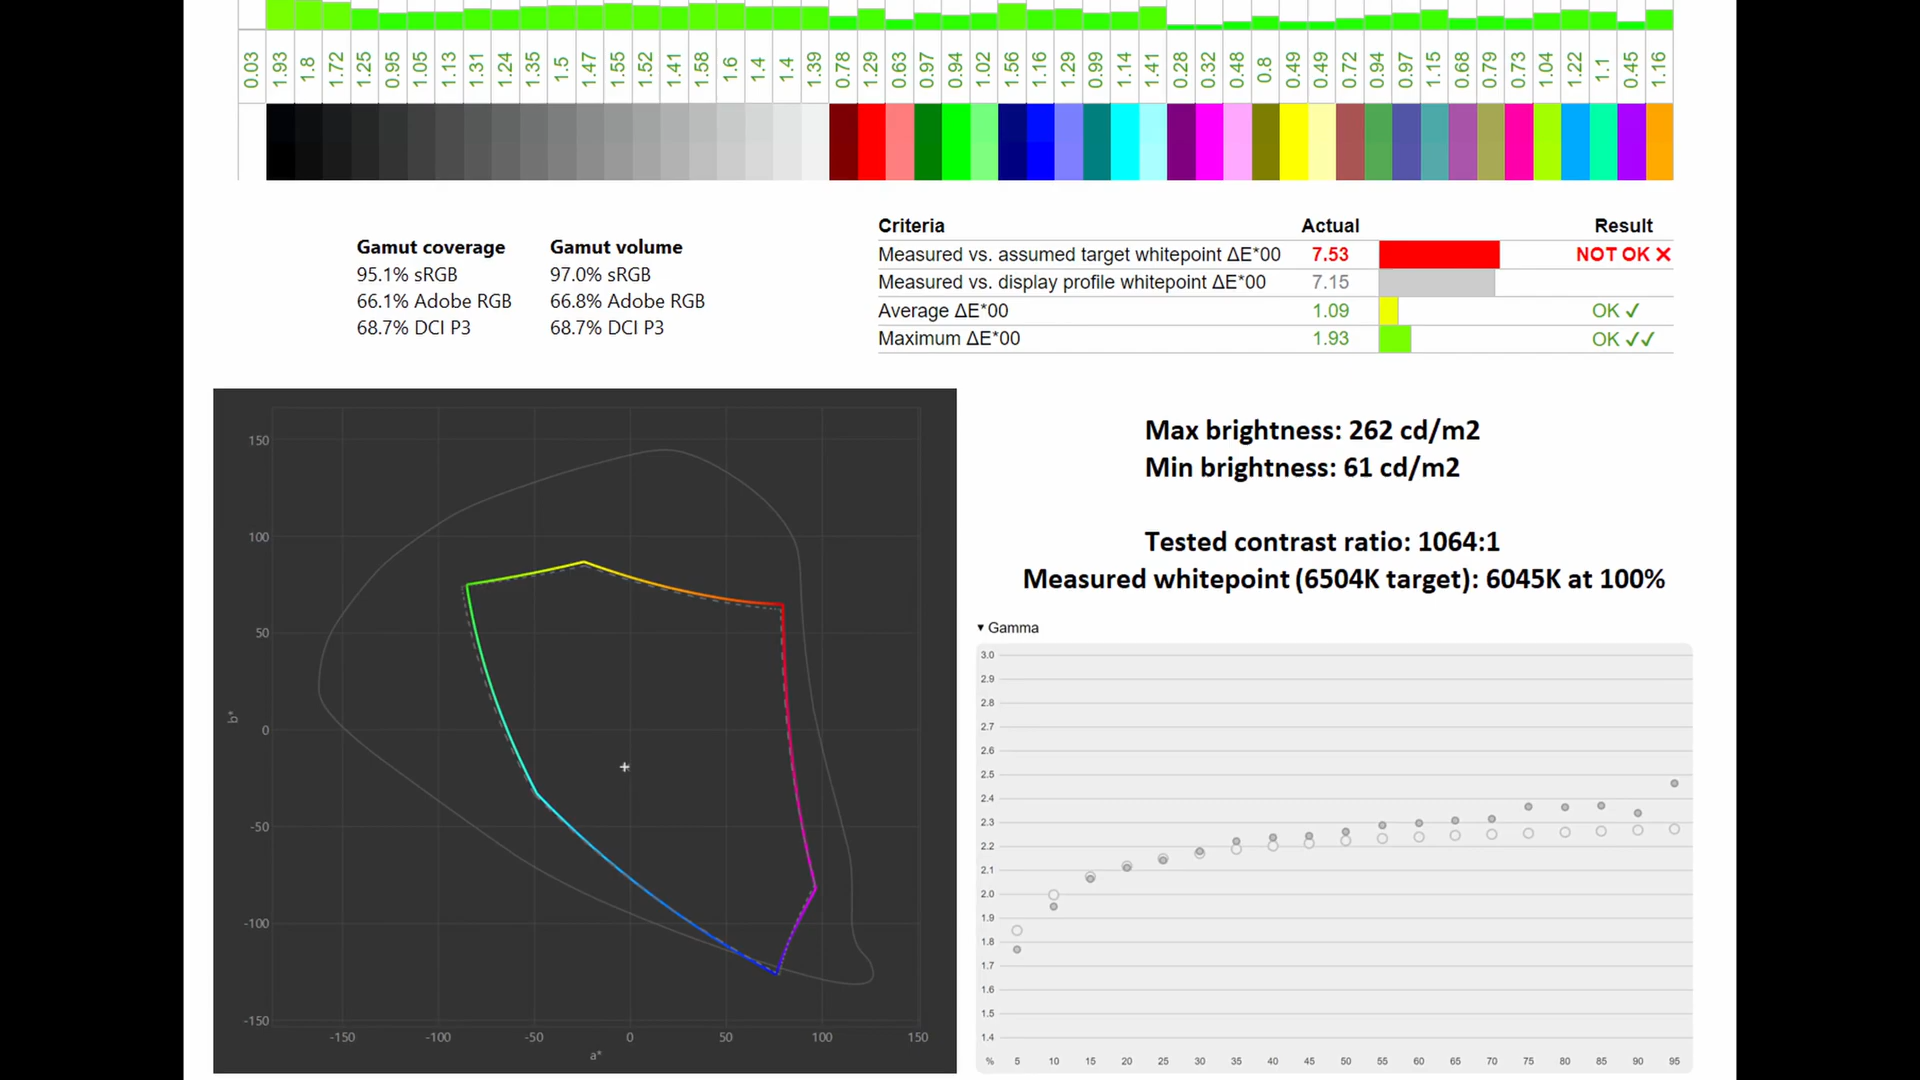 0.03 1.93 1.8 1.72 1.25 0.95 1.05 1.13 1.31 1.24 1.35 1.5 1.47 1.55 1.52 1.41 1.58 1.6 1.4 1.4 1.39 0.78 1.29 0.63 0.97 0.94 1.02 1.56 1.16 1.29 0.99 1.14 1.41 0.28 0.32 0.48 0.8 0.49 0.49 0.72 0.94 0.97 1.15 0.68 0.79 0.73 1.04 1.22 1.1 0.45 1.16
Gamut coverage
95.1% sRGB
66.1% Adobe RGB
68.7% DCI P3
Gamut volume
97.0% sRGB
66.8% Adobe RGB
68.7% DCI P3
Criteria Actual Result
Measured vs. assumed target whitepoint ΔE*00 7.53 NOT OK ✕
Measured vs. display profile whitepoint ΔE*00 7.15
Average ΔE*00 1.09 OK ✓
Maximum ΔE*00 1.93 OK ✓✓
150
100
50
0
-50
-100
-150
b*
-150 -100 -50 0 50 100 150
a*
Max brightness: 262 cd/m2
Min brightness: 61 cd/m2
Tested contrast ratio: 1064:1
Measured whitepoint (6504K target): 6045K at 100%
▾ Gamma
3.0
2.9
2.8
2.7
2.6
2.5
2.4
2.3
2.2
2.1
2.0
1.9
1.8
1.7
1.6
1.5
1.4
% 5 10 15 20 25 30 35 40 45 50 55 60 65 70 75 80 85 90 95